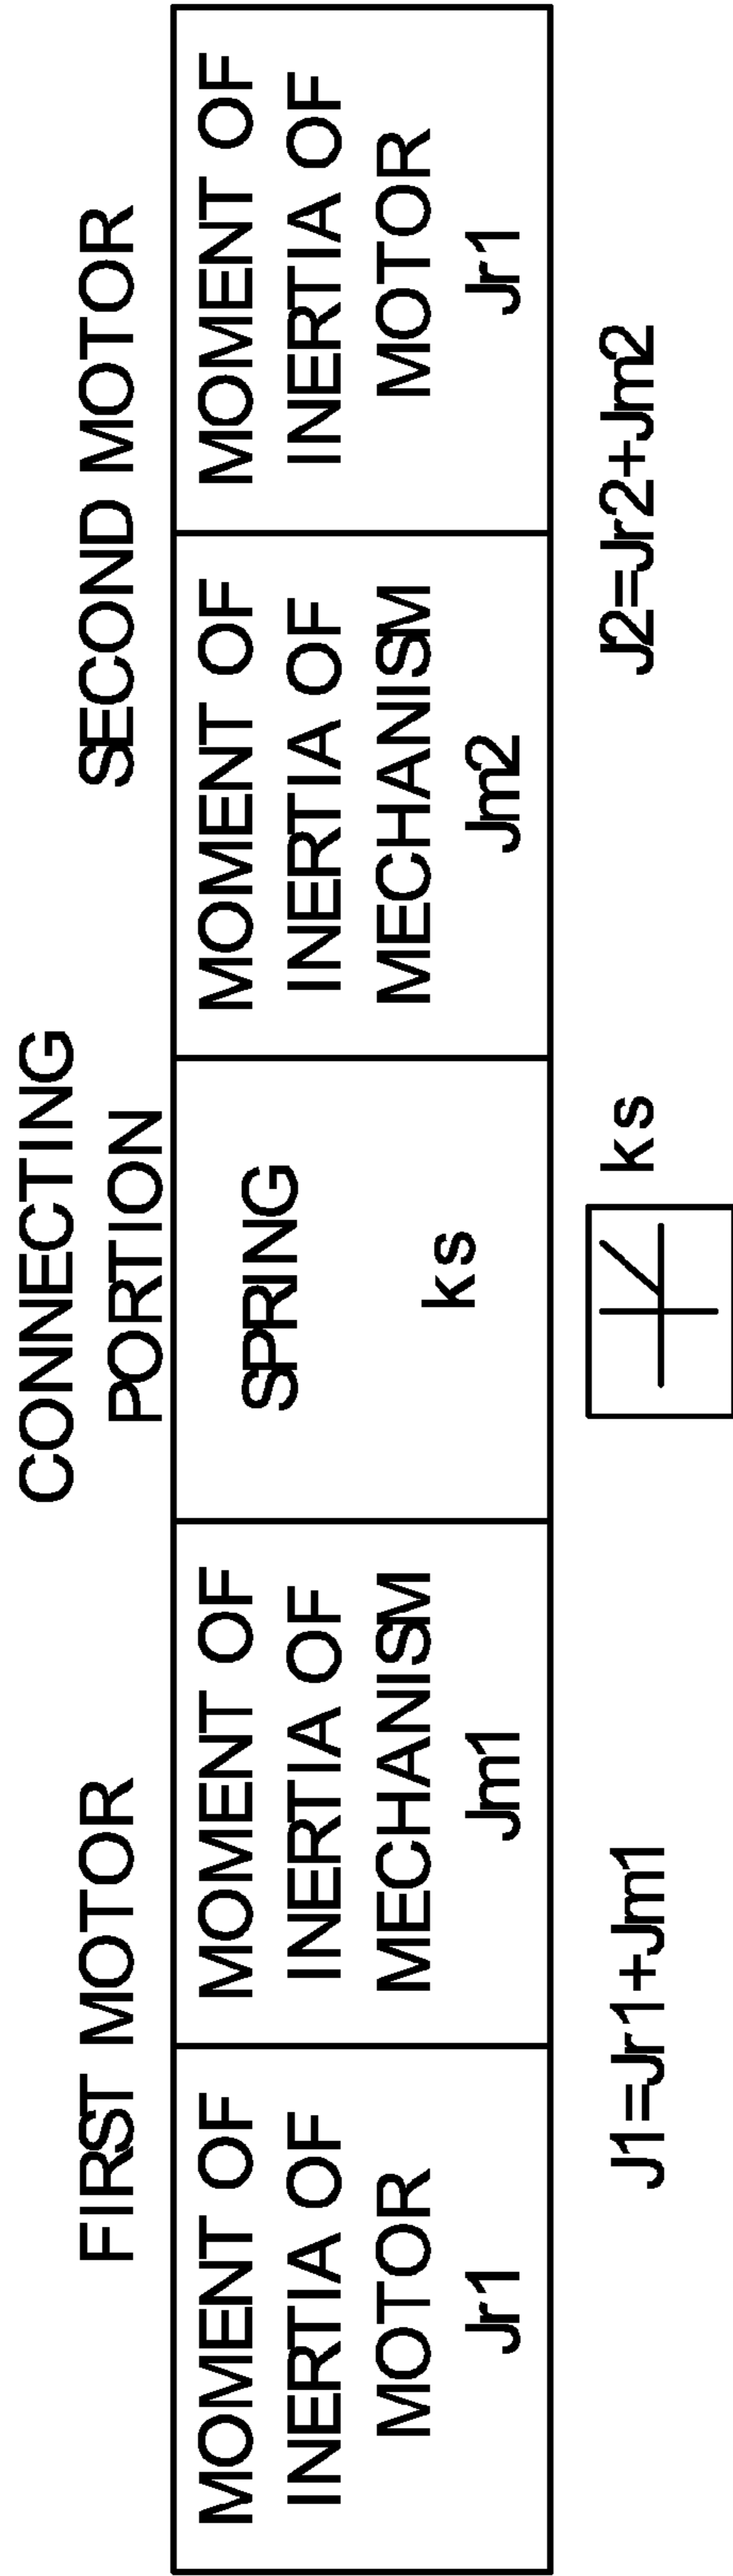 FIRST MOTOR
CONNECTING
PORTION
SECOND MOTOR
MOMENT OF
INERTIA OF
MOTOR
Jr1
MOMENT OF
INERTIA OF
MECHANISM
Jm1
SPRING
ks
MOMENT OF
INERTIA OF
MECHANISM
Jm2
MOMENT OF
INERTIA OF
MOTOR
Jr1
J1=Jr1+Jm1
ks
J2=Jr2+Jm2